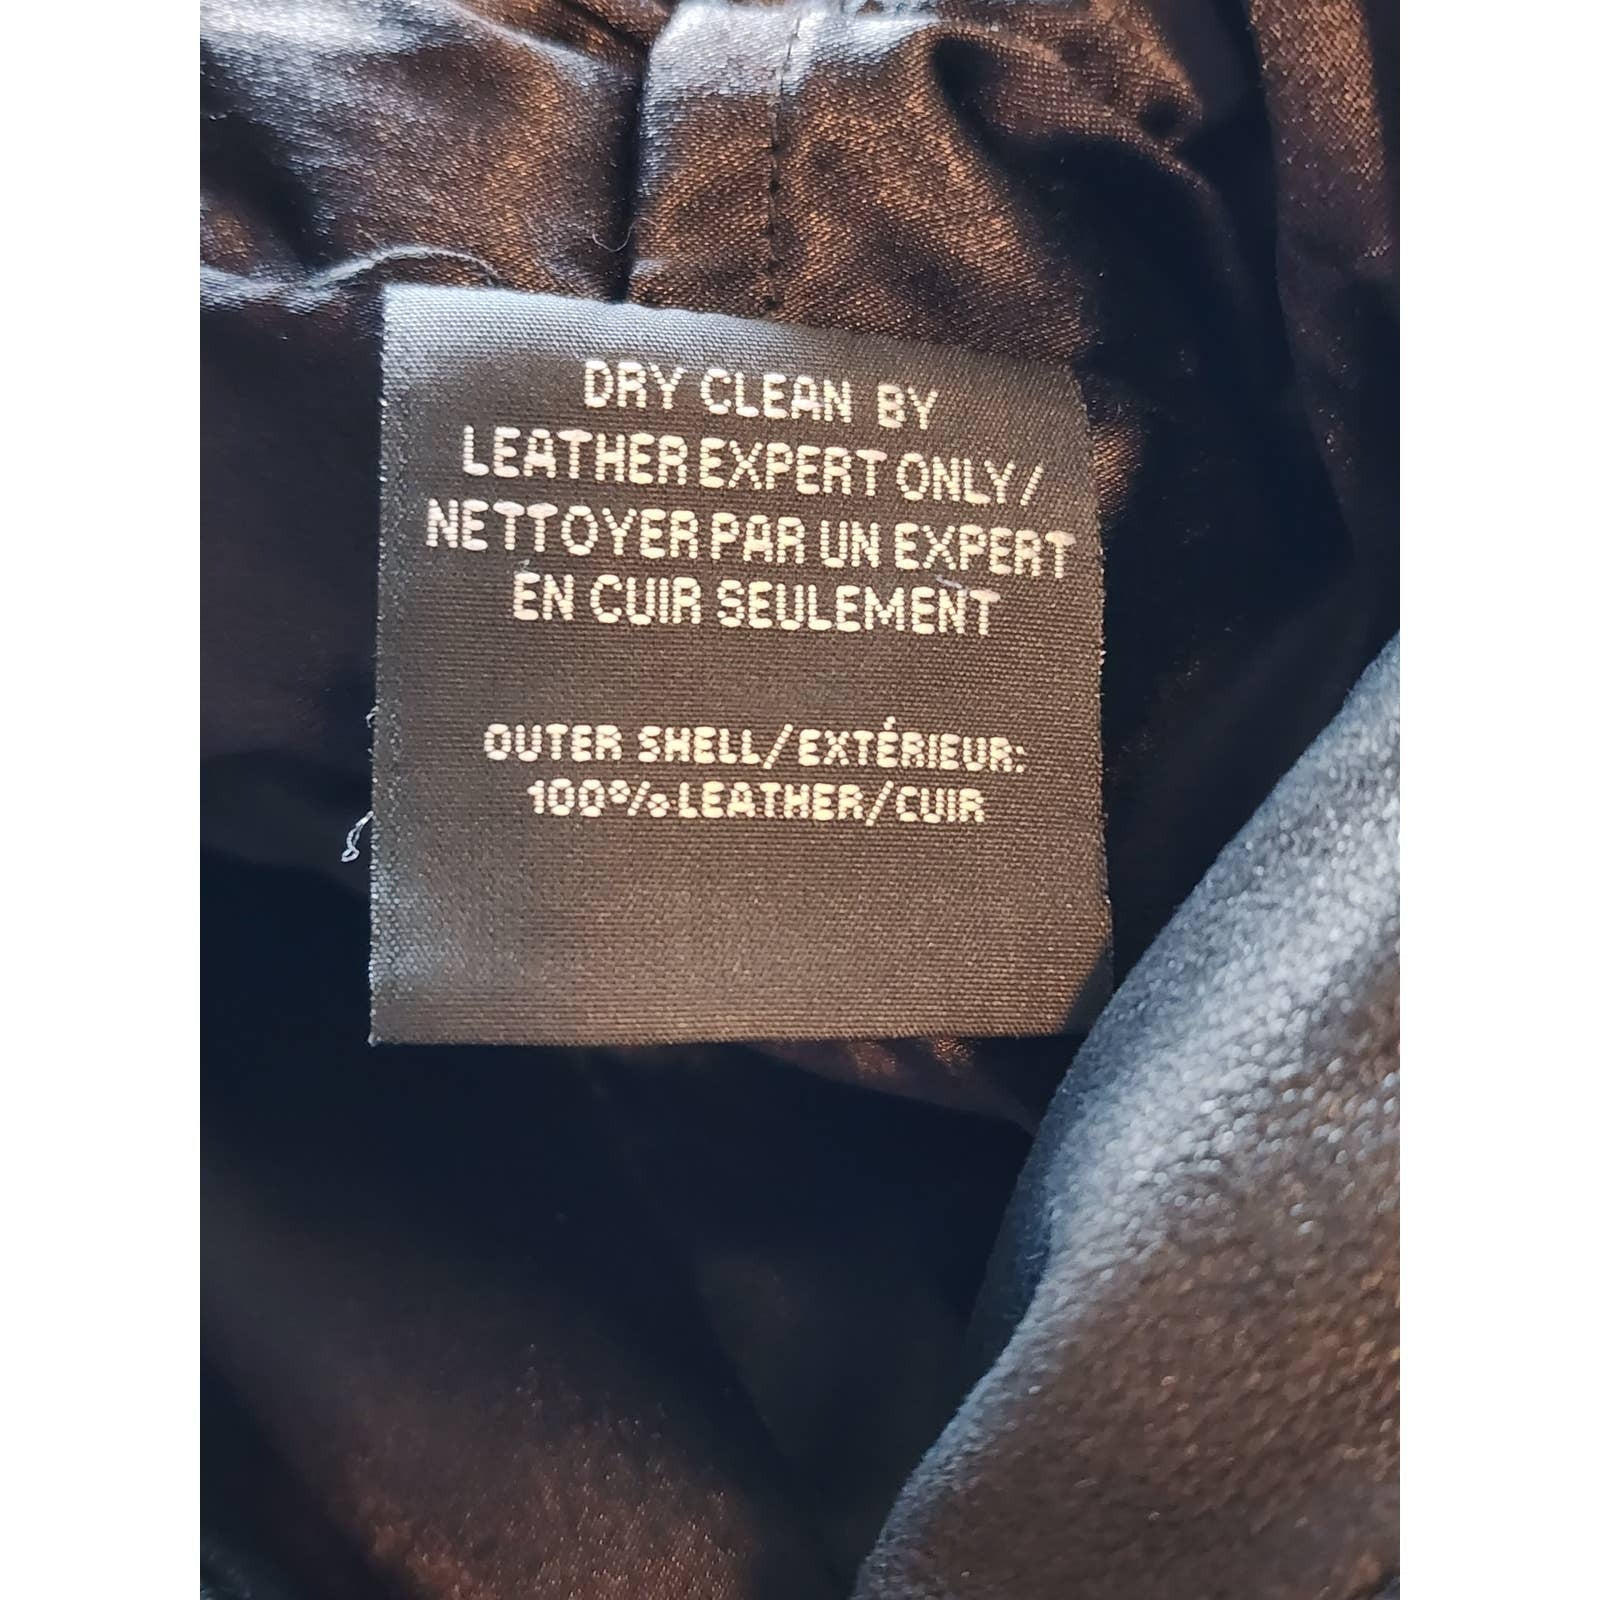 DRY CLEAN BY
LEATHER EXPERT ONLY/
NETTOYER PAR UN EXPERT
EN CUIR SEULEMENT
OUTER SHELL/EXTÉRIEUR:
100% LEATHER/CUIR